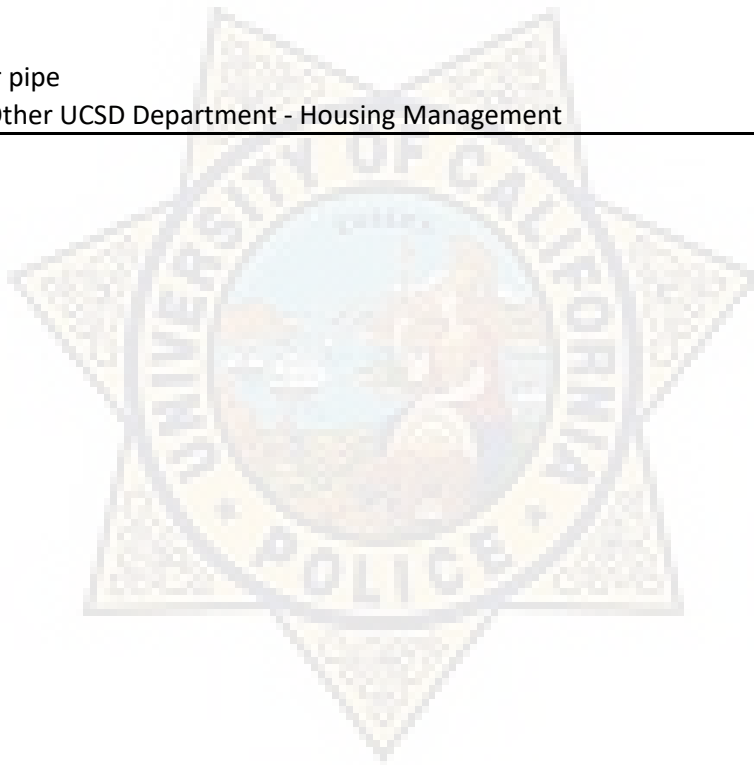 r pipe
Other UCSD Department - Housing Management
UNIVERSITY OF CALIFORNIA
• POLICE •